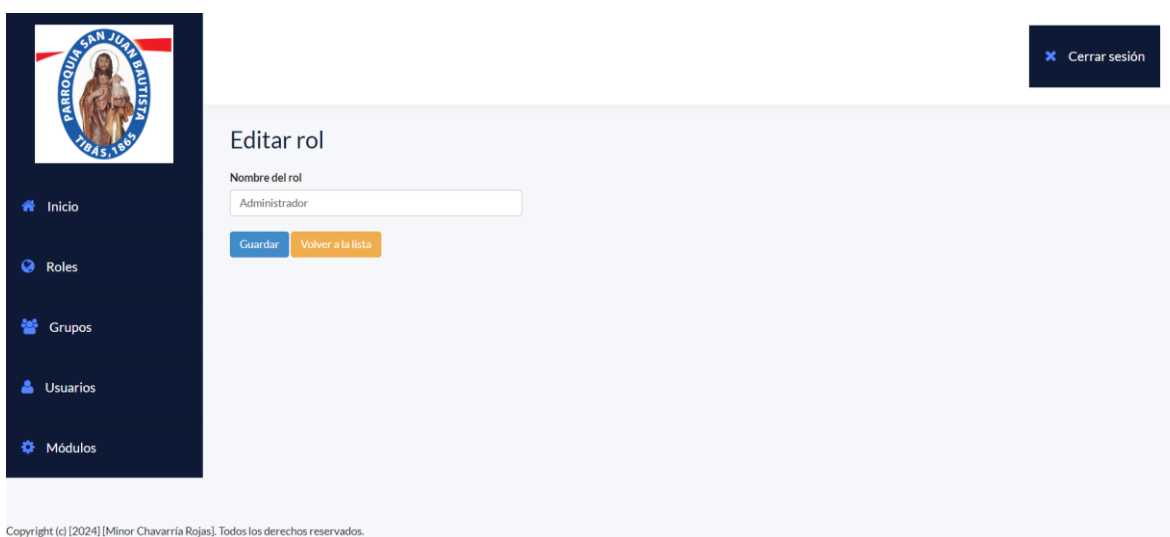 PARROQUIA SAN JUAN BAUTISTA
TIBÁS, 1865
Cerrar sesión
Inicio
Roles
Grupos
Usuarios
Módulos
Editar rol
Nombre del rol
Administrador
Guardar Volver a la lista
Copyright (c) [2024] [Minor Chavarría Rojas]. Todos los derechos reservados.